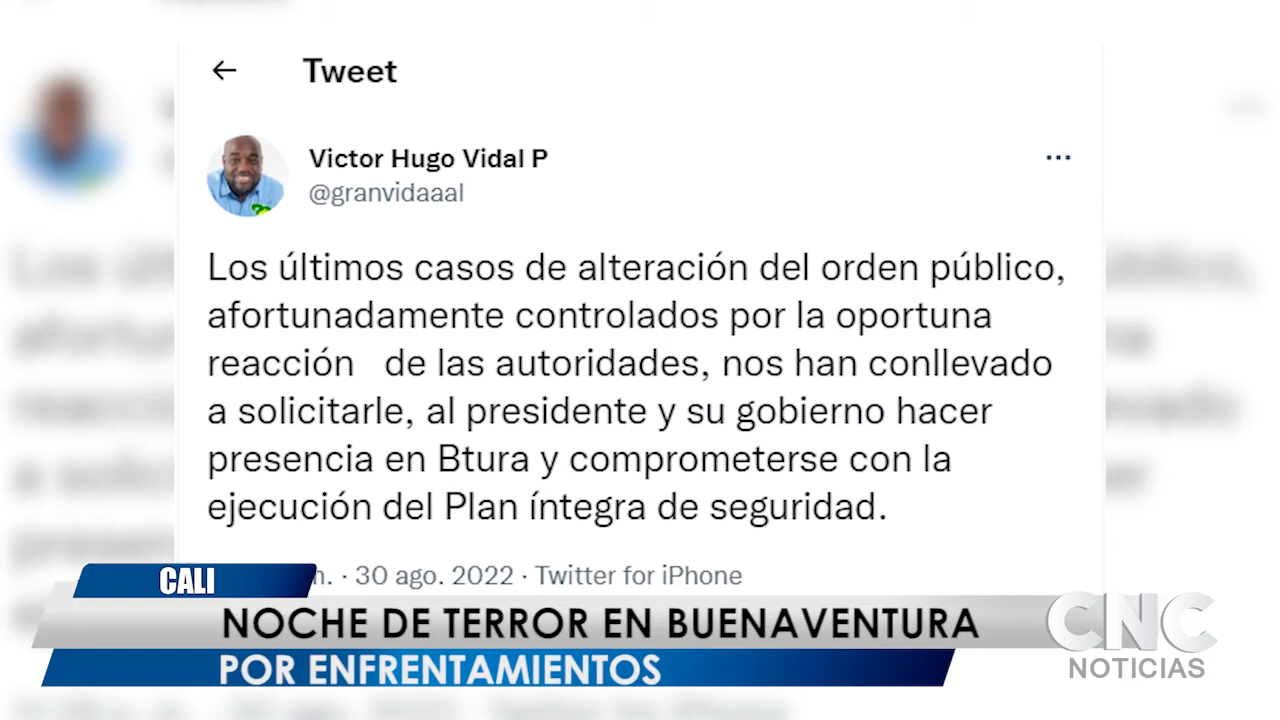 Tweet
Victor Hugo Vidal P
@granvidaaal
Los últimos casos de alteración del orden público,
afortunadamente controlados por la oportuna
reacción   de las autoridades, nos han conllevado
a solicitarle, al presidente y su gobierno hacer
presencia en Btura y comprometerse con la
ejecución del Plan íntegra de seguridad.
· 30 ago. 2022 · Twitter for iPhone
CALI
NOCHE DE TERROR EN BUENAVENTURA
POR ENFRENTAMIENTOS
CNC
NOTICIAS